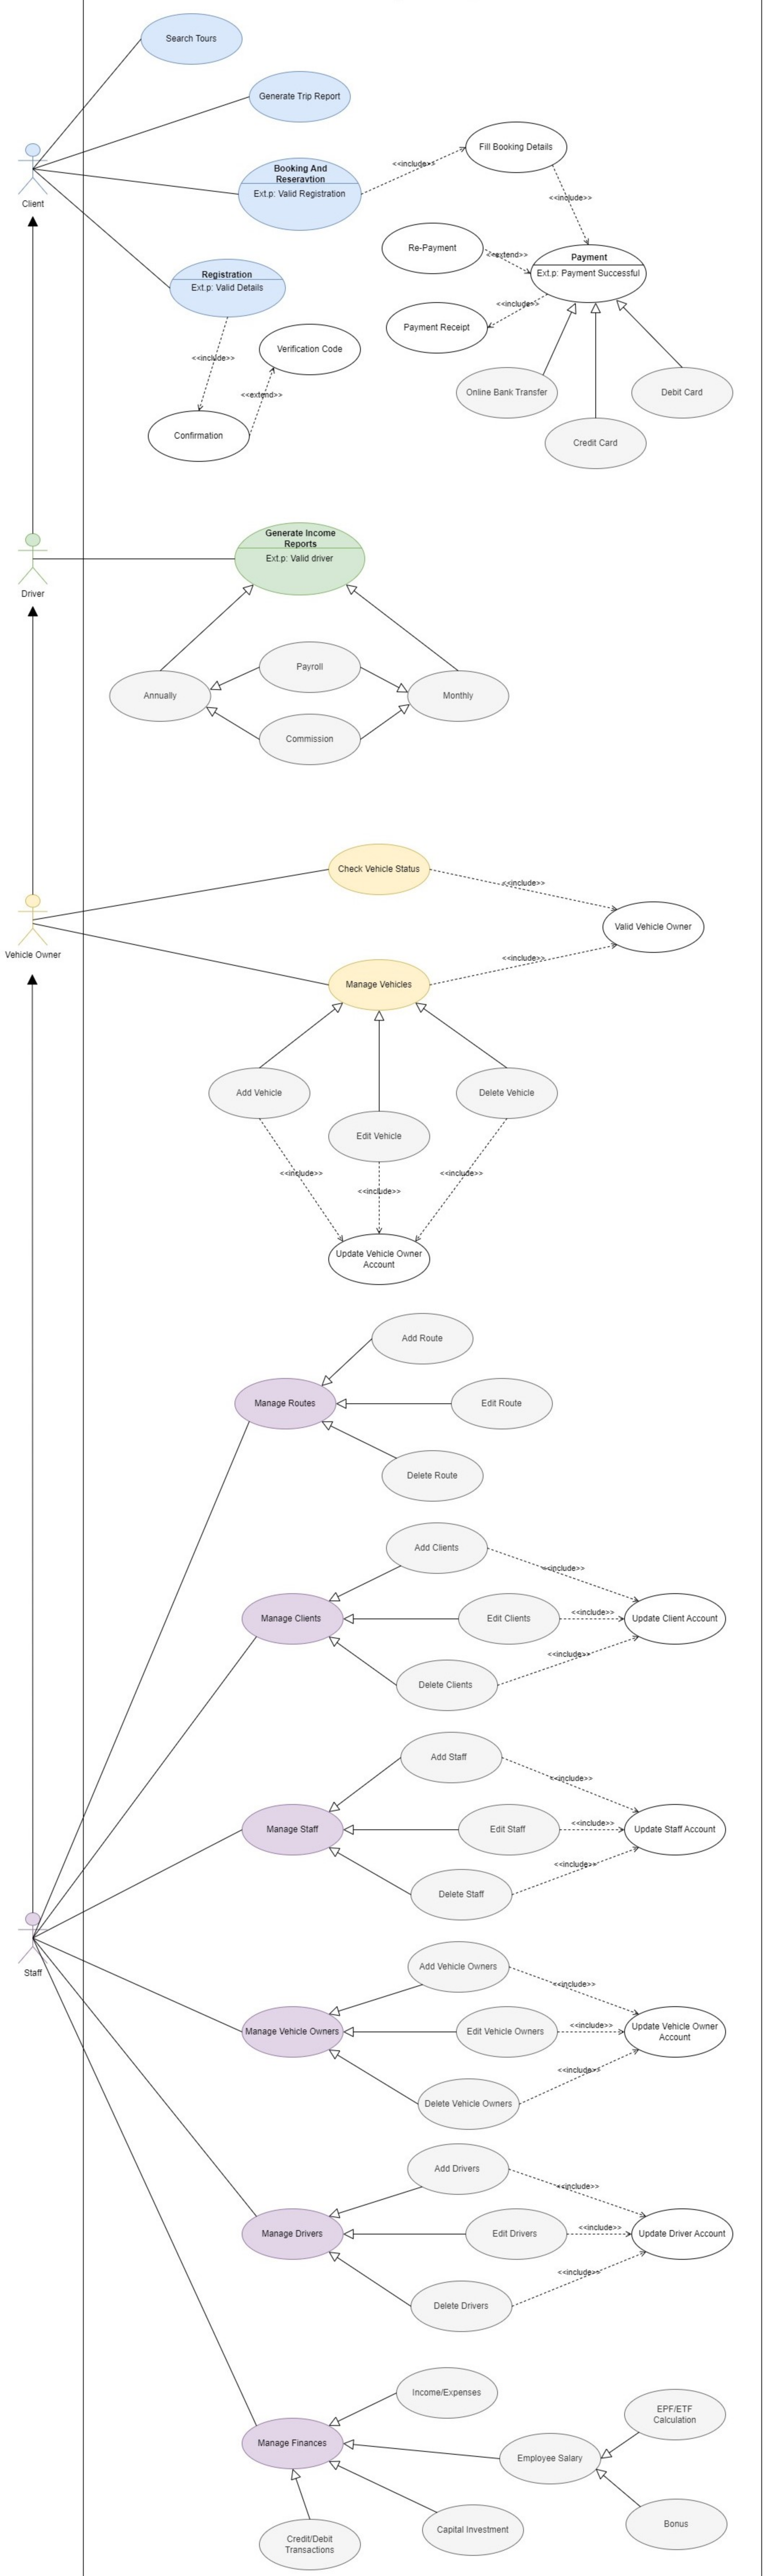 Search Tours
Generate Trip Report
Fill Booking Details
<<include>>
Booking And
Reseravtion
Ext.p: Valid Registration
Client
<<include>>
Re-Payment
<<extend>>
Payment
Ext.p: Payment Successful
Registration
Ext.p: Valid Details
<<include>>
Payment Receipt
Verification Code
<<include>>
<<extend>>
Online Bank Transfer
Debit Card
Confirmation
Credit Card
Generate Income
Reports
Ext.p: Valid driver
Driver
Payroll
Annually
Monthly
Commission
Check Vehicle Status
<<include>>
Valid Vehicle Owner
Vehicle Owner
<<include>>
Manage Vehicles
Add Vehicle
Delete Vehicle
Edit Vehicle
<<include>>
<<include>>
<<include>>
Update Vehicle Owner
Account
Add Route
Manage Routes
Edit Route
Delete Route
Add Clients
<<include>>
Manage Clients
Edit Clients
<<include>>
Update Client Account
<<include>>
Delete Clients
Add Staff
<<include>>
Manage Staff
Edit Staff
<<include>>
Update Staff Account
<<include>>
Delete Staff
Staff
Add Vehicle Owners
<<include>>
Manage Vehicle Owners
Edit Vehicle Owners
<<include>>
Update Vehicle Owner
Account
<<include>>
Delete Vehicle Owners
Add Drivers
<<include>>
Manage Drivers
Edit Drivers
<<include>>
Update Driver Account
<<include>>
Delete Drivers
Income/Expenses
EPF/ETF
Calculation
Manage Finances
Employee Salary
Bonus
Capital Investment
Credit/Debit
Transactions